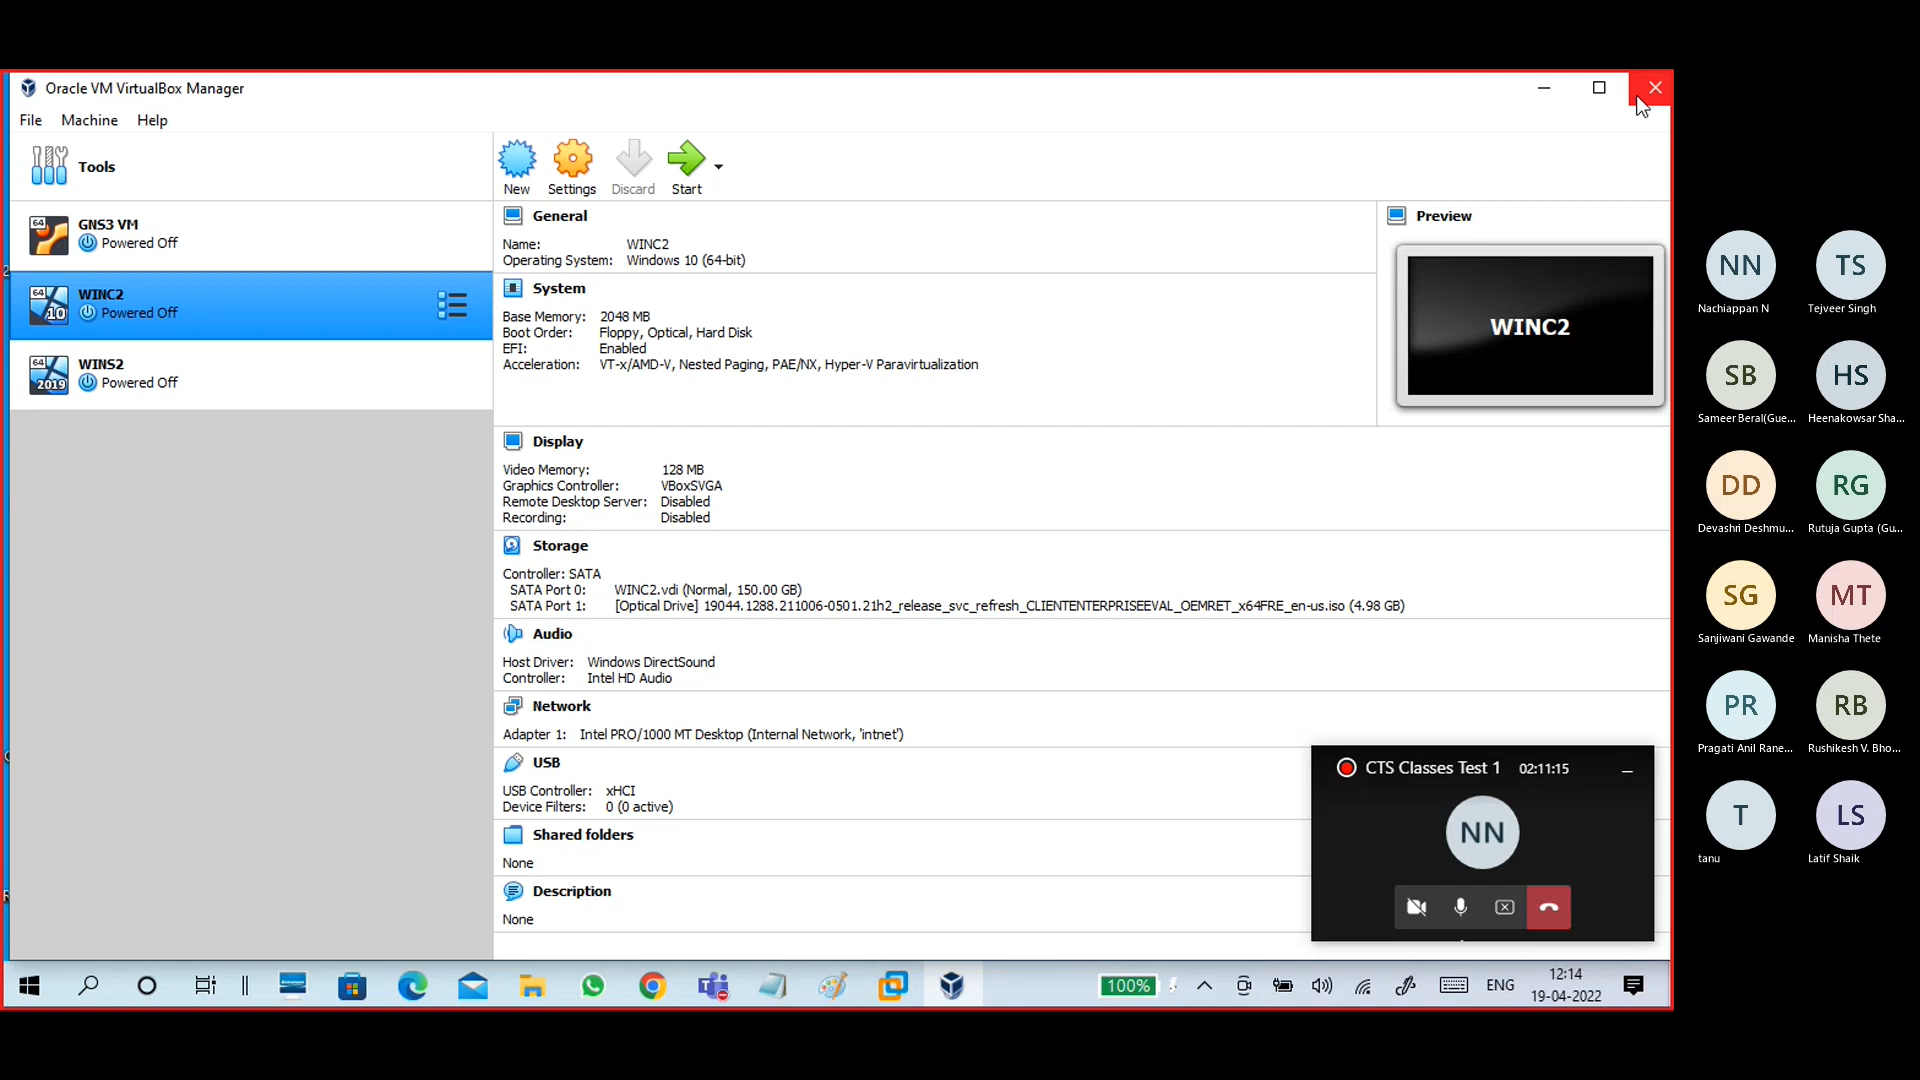 Oracle VM VirtualBox Manager
File Machine Help
Tools
New Settings Discard Start
64
GNS3 VM
Powered Off
64
10
WINC2
Powered Off
64
2019
WINS2
Powered Off
General
Name: WINC2
Operating System: Windows 10 (64-bit)
System
Base Memory: 2048 MB
Boot Order: Floppy, Optical, Hard Disk
EFI: Enabled
Acceleration: VT-x/AMD-V, Nested Paging, PAE/NX, Hyper-V Paravirtualization
Preview
WINC2
Display
Video Memory: 128 MB
Graphics Controller: VBoxSVGA
Remote Desktop Server: Disabled
Recording: Disabled
Storage
Controller: SATA
SATA Port 0: WINC2.vdi (Normal, 150.00 GB)
SATA Port 1: [Optical Drive] 19044.1288.211006-0501.21h2_release_svc_refresh_CLIENTENTERPRISEEVAL_OEMRET_x64FRE_en-us.iso (4.98 GB)
Audio
Host Driver: Windows DirectSound
Controller: Intel HD Audio
Network
Adapter 1: Intel PRO/1000 MT Desktop (Internal Network, 'intnet')
USB
USB Controller: xHCI
Device Filters: 0 (0 active)
Shared folders
None
Description
None
CTS Classes Test 1 02:11:15
NN
100%
ENG
12:14
19-04-2022
NN TS
Nachiappan N Tejveer Singh
SB HS
Sameer Beral(Gue... Heenakowsar Sha...
DD RG
Devashri Deshmu... Rutuja Gupta (Gu...
SG MT
Sanjiwani Gawande Manisha Thete
PR RB
Pragati Anil Rane... Rushikesh V. Bho...
T LS
tanu Latif Shaik